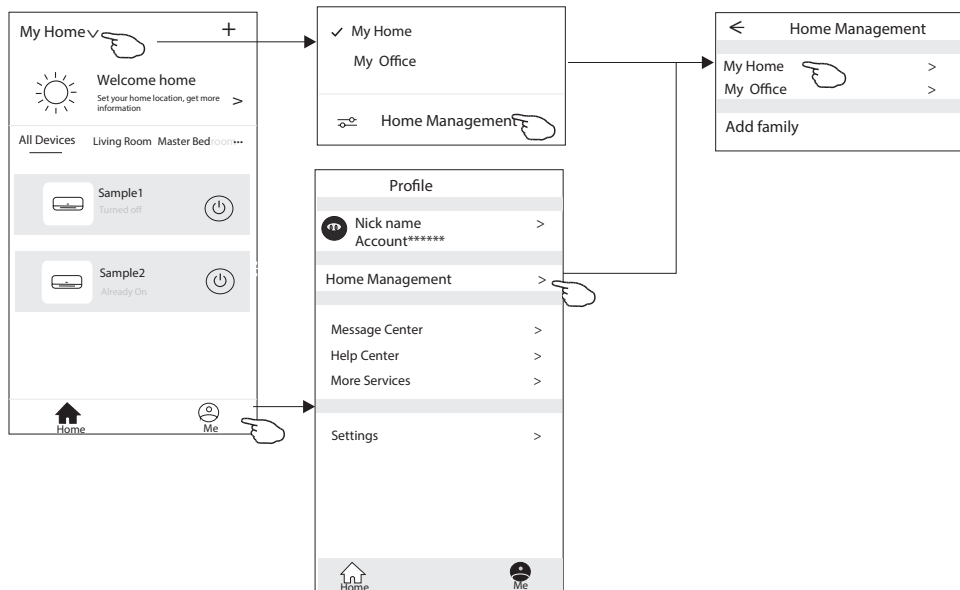 My Home
+
Welcome home
Set your home location, get more
information
>
All Devices Living Room Master Bedroom...
Sample1
Turned off
Sample2
Already On
Home
Me
✓ My Home
My Office
Home Management
Profile
Nick name >
Account******
Home Management >
Message Center >
Help Center >
More Services >
Settings >
Home
Me
Home Management
My Home >
My Office >
Add family